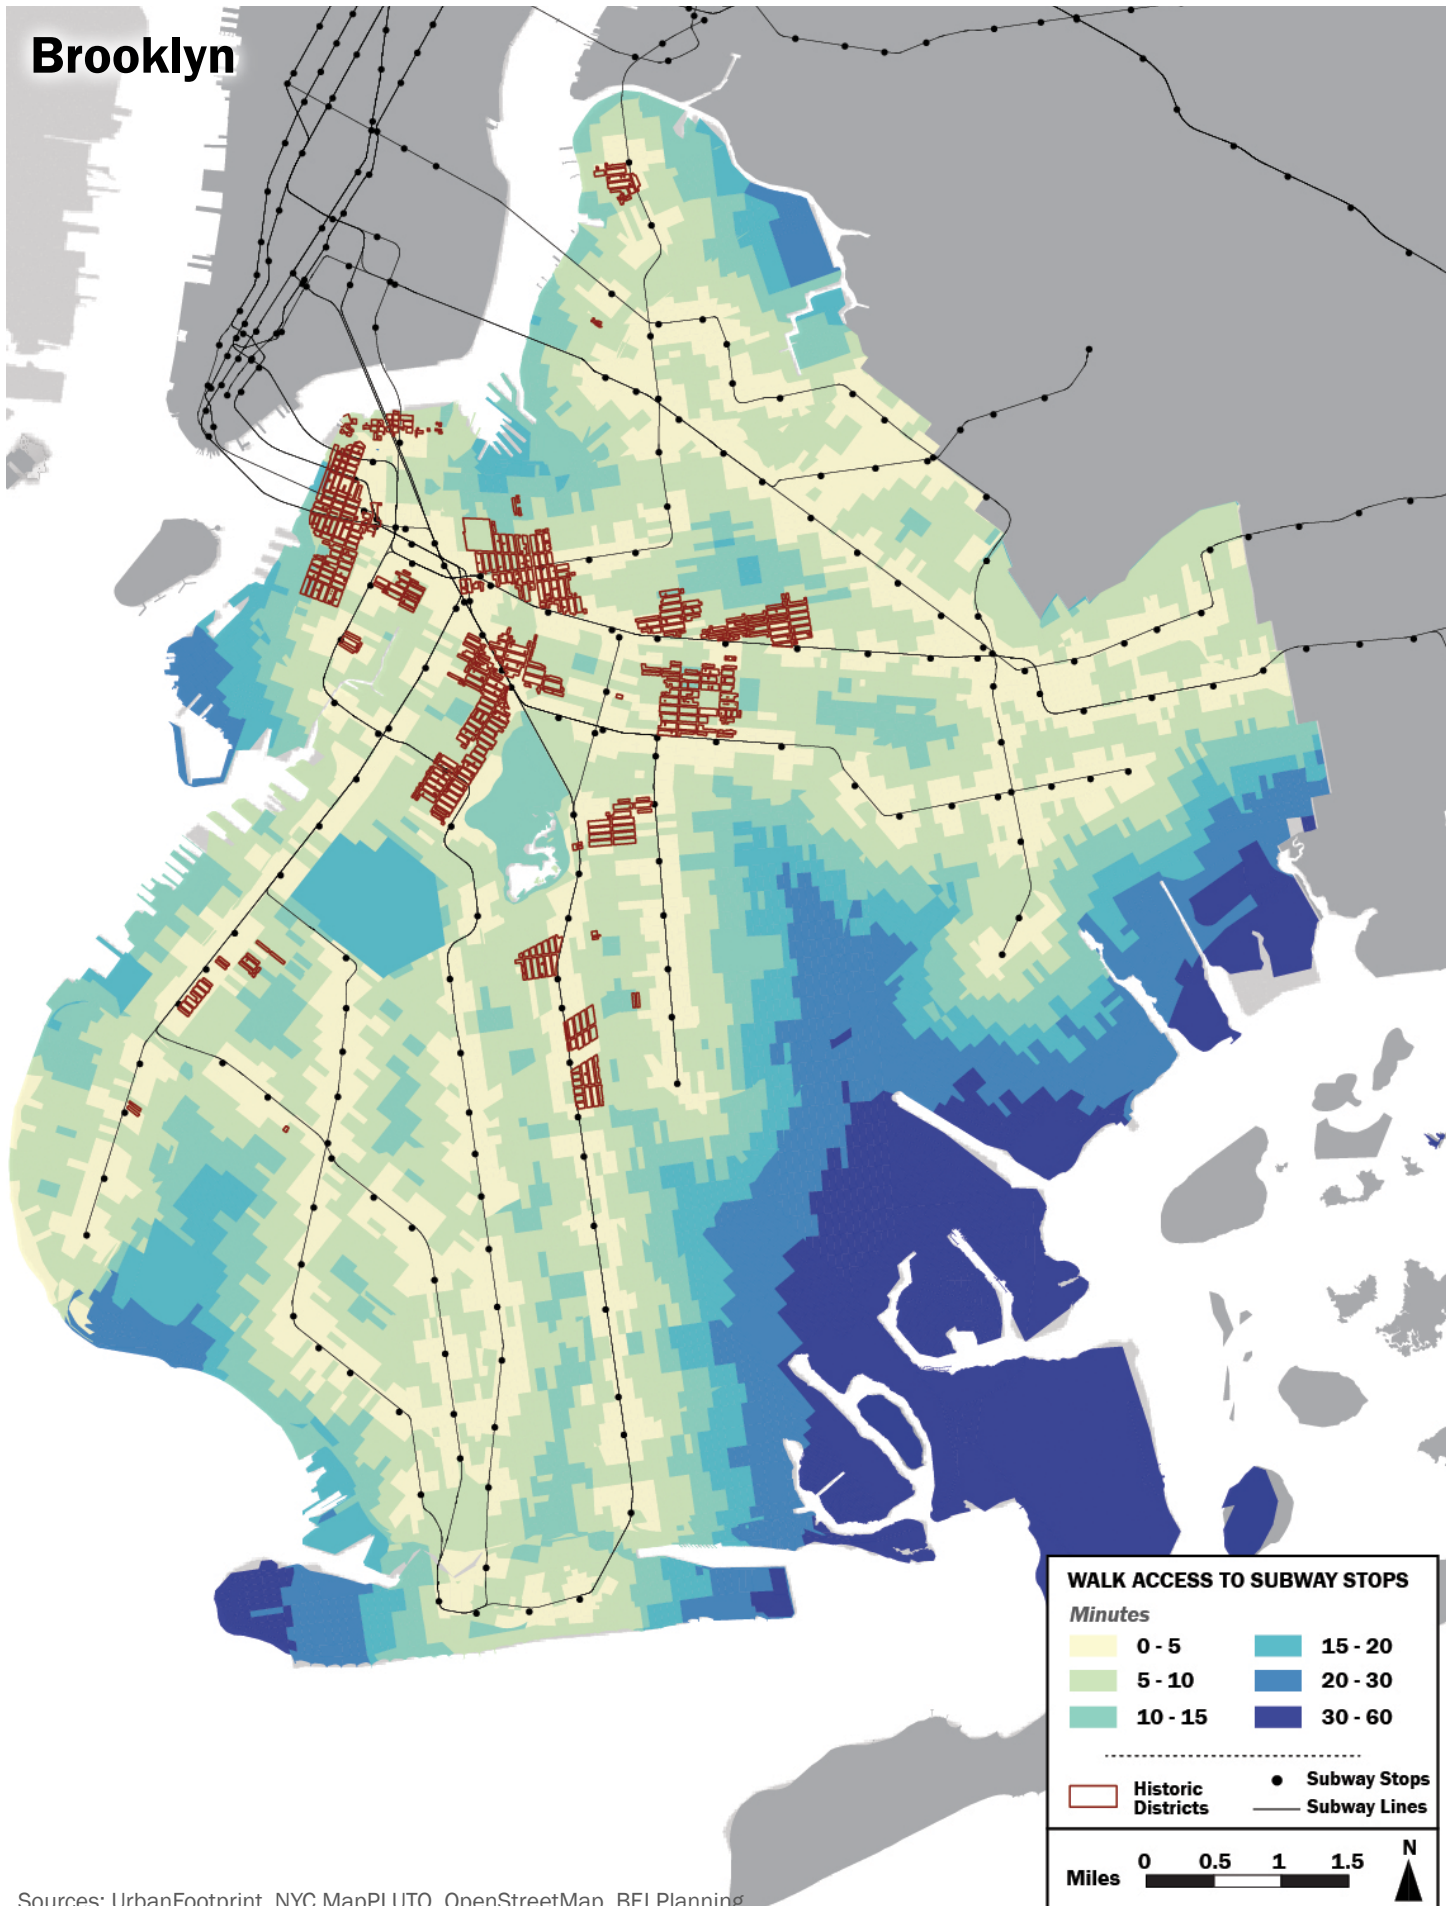 Brooklyn
WALK ACCESS TO SUBWAY STOPS
Minutes
0 - 5
15 - 20
5 - 10
20 - 30
10 - 15
30 - 60
Historic
Districts
Subway Stops
Subway Lines
Miles
0 0.5 1 1.5
N
Sources: UrbanFootprint, NYC MapPLUTO, OpenStreetMap, BFJ Planning